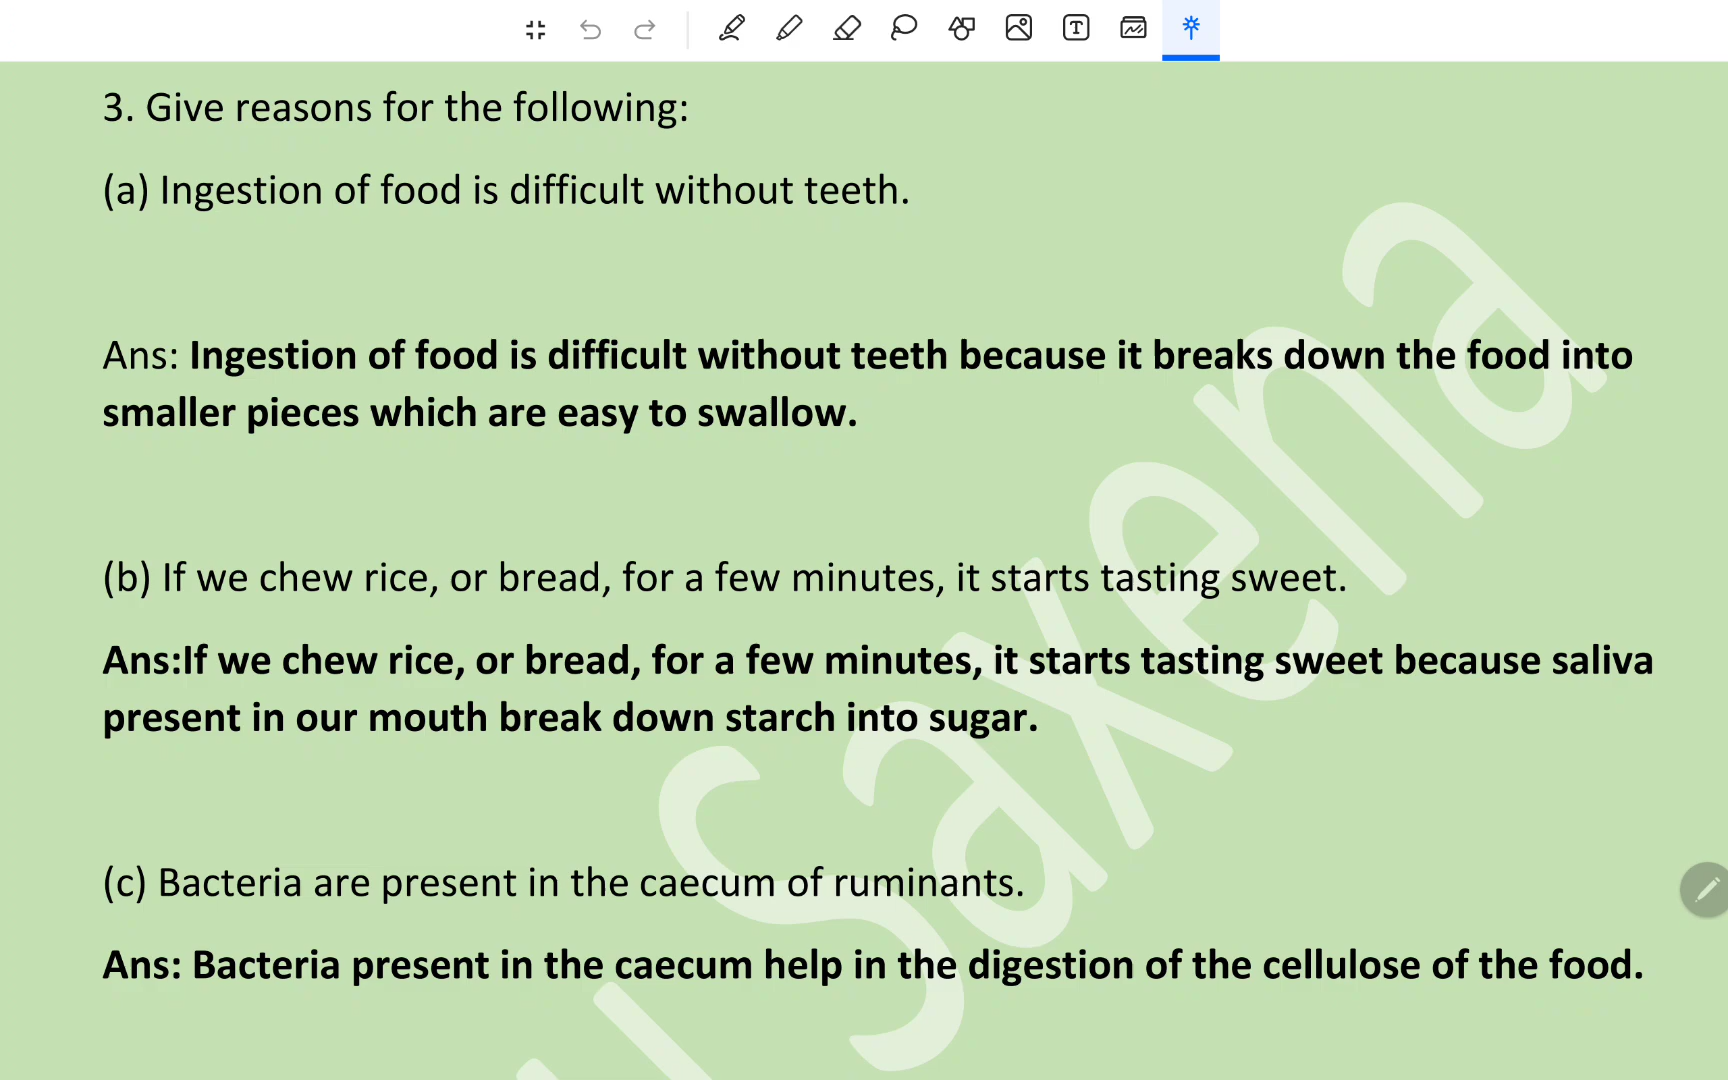 3. Give reasons for the following:
(a) Ingestion of food is difficult without teeth.
Ans: Ingestion of food is difficult without teeth because it breaks down the food into
smaller pieces which are easy to swallow.
(b) If we chew rice, or bread, for a few minutes, it starts tasting sweet.
Ans:If we chew rice, or bread, for a few minutes, it starts tasting sweet because saliva
present in our mouth break down starch into sugar.
(c) Bacteria are present in the caecum of ruminants.
Ans: Bacteria present in the caecum help in the digestion of the cellulose of the food.
Saxena